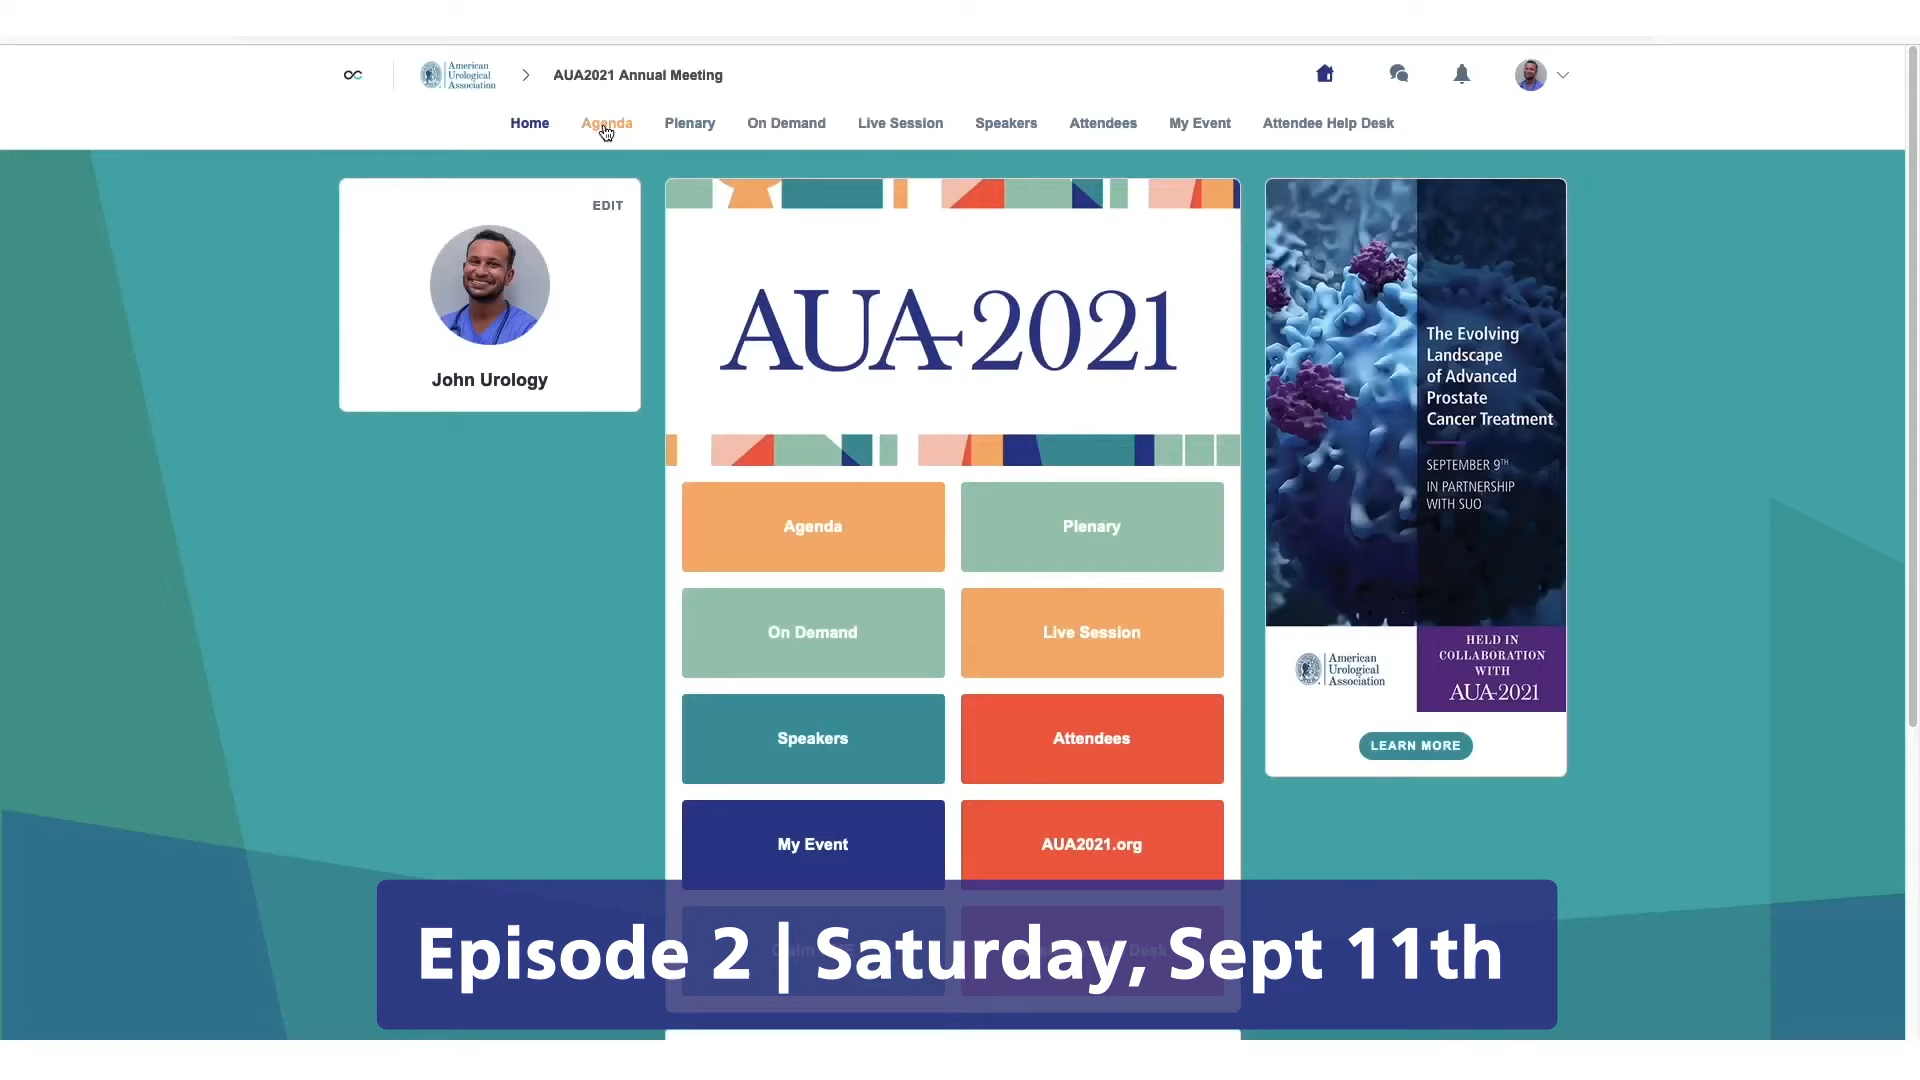 American
Urological
Association
AUA2021 Annual Meeting
Home
Agenda
Plenary
On Demand
Live Session
Speakers
Attendees
My Event
Attendee Help Desk
EDIT
John Urology
AUA2021
Agenda
Plenary
On Demand
Live Session
Speakers
Attendees
My Event
AUA2021.org
Desk
Episode 2 | Saturday, Sept 11th
The Evolving
Landscape
of Advanced
Prostate
Cancer Treatment
SEPTEMBER 9TH
IN PARTNERSHIP
WITH SUO
American
Urological
Association
HELD IN
COLLABORATION
WITH
AUA2021
LEARN MORE